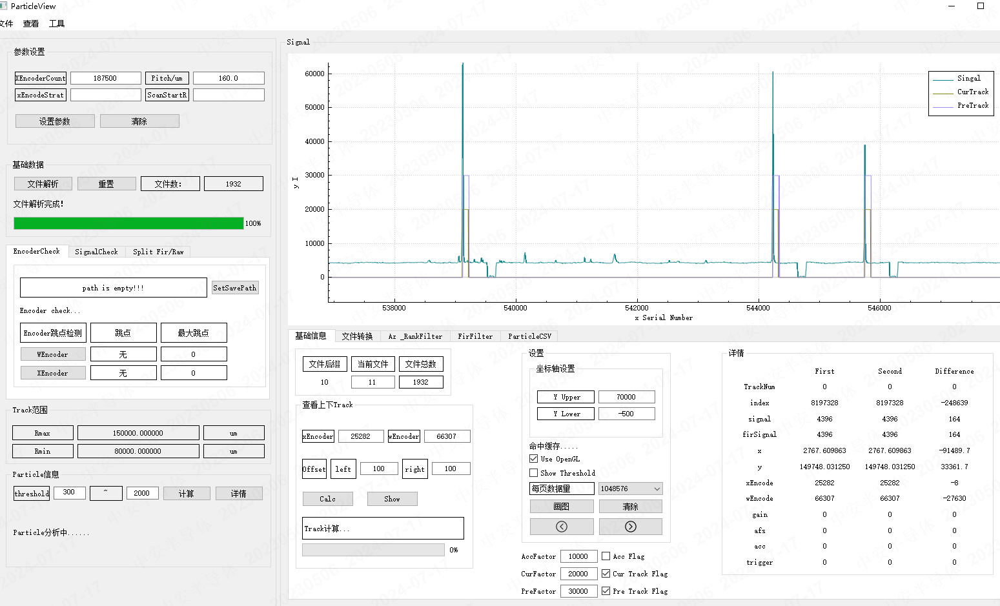 ParticleView
文件 查看 工具
参数设置
XEncoderCount 187500 Pitch/um 160.0
xEncodeStrat ScanStartR
设置参数 清除
基础数据
文件解析 重置 文件数: 1932
文件解析完成!
100%
EncoderCheck SignalCheck Split Fir/Raw
path is empty!!! SetSavePath
Encoder check...
Encoder跳点检测 跳点 最大跳点
WEncoder 无 0
XEncoder 无 0
Track范围
Rmax 150000.000000 um
Rmin 80000.000000 um
Particle信息
threshold 300 ~ 2000 计算 详情
Particle分析中......
Signal
60000
50000
40000
30000
20000
10000
0
y I
538000 540000 542000 544000 546000
x Serial Number
Singal
CurTrack
PreTrack
基础信息 文件转换 Az _RankFilter FirFilter ParticleCSV
文件后缀 当前文件 文件总数
10 11 1932
查看上下Track
xEncoder 25282 wEncoder 66307
Offset left 100 right 100
Calc Show
Track计算...
0%
设置
坐标轴设置
Y Upper 70000
Y Lower -500
命中缓存.....
Use OpenGL
Show Threshold
每页数据量 1048576
画图 清除
AccFactor 10000 Acc Flag
CurFactor 20000 Cur Track Flag
PreFactor 30000 Pre Track Flag
详情
First Second Difference
TrackNum 0 0 0
index 8197328 8197328 -248639
signal 4396 4396 164
firSignal 4396 4396 164
x 2767.609863 2767.609863 -91489.7
y 149748.031250 149748.031250 33361.7
xEncode 25282 25282 -8
wEncode 66307 66307 -27630
gain 0 0 0
afs 0 0 0
acc 0 0 0
trigger 0 0 0
中安半导体 20230506 2024-07-17